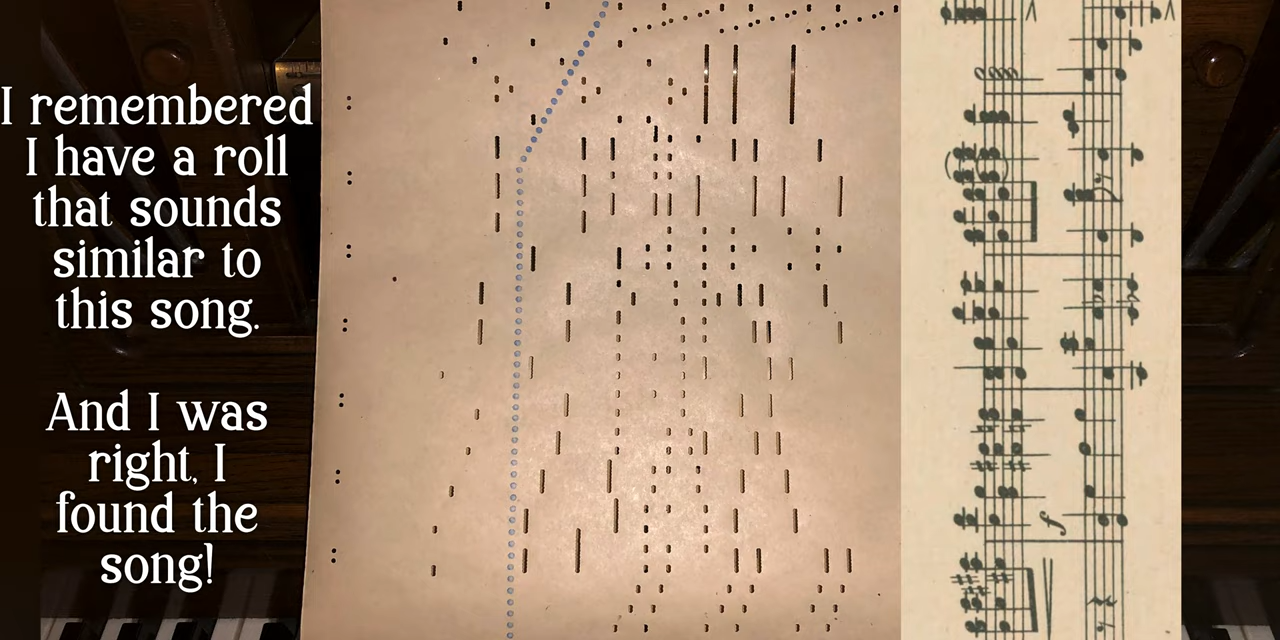 I remembered
I have a roll
that sounds
similar to
this song.
And I was
right, I
found the
song!
f